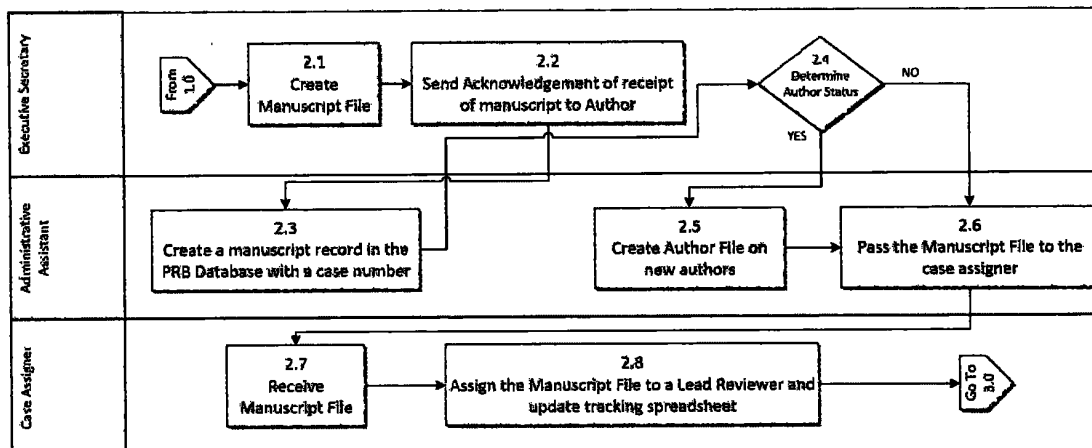 Executive Secretary
From
1.0
2.1
Create
Manuscript File
2.2
Send Acknowledgement of receipt
of manuscript to Author
2.4
Determine
Author Status
NO
YES
Administrative
Assistant
2.3
Create a manuscript record in the
PRB Database with a case number
2.5
Create Author File on
new authors
2.6
Pass the Manuscript File to the
case assigner
Case Assigner
2.7
Receive
Manuscript File
2.8
Assign the Manuscript File to a Lead Reviewer and
update tracking spreadsheet
Go To
3.0